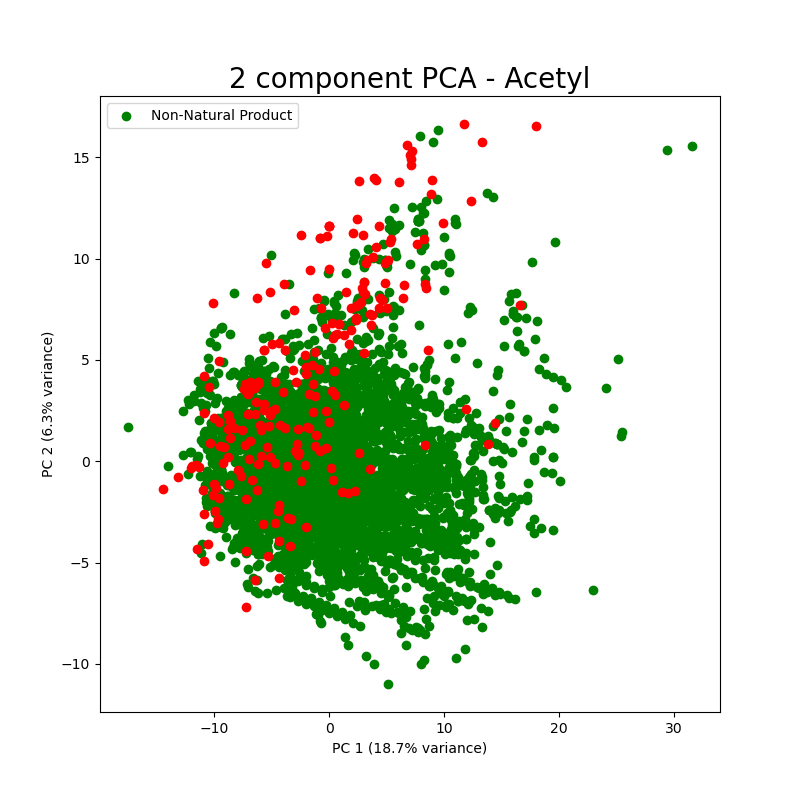 2 component PCA - Acetyl
Non-Natural Product
15
10
5
0
−5
−10
PC 2 (6.3% variance)
−10 0 10 20 30
PC 1 (18.7% variance)